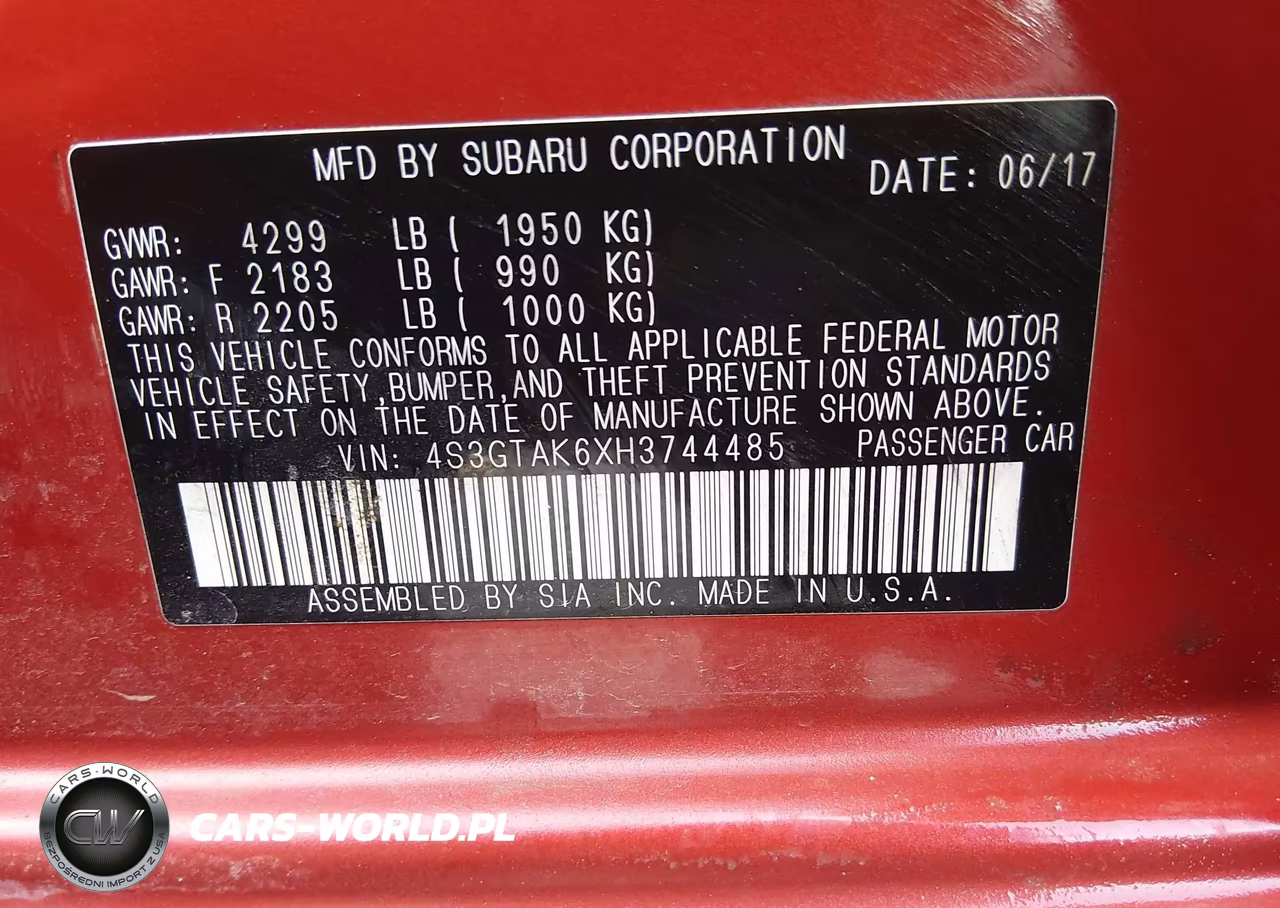 MFD BY SUBARU CORPORATION
DATE: 06/17
GVWR: 4299 LB ( 1950 KG)
GAWR: F 2183 LB ( 990 KG)
GAWR: R 2205 LB ( 1000 KG)
THIS VEHICLE CONFORMS TO ALL APPLICABLE FEDERAL MOTOR
VEHICLE SAFETY,BUMPER,AND THEFT PREVENTION STANDARDS
IN EFFECT ON THE DATE OF MANUFACTURE SHOWN ABOVE.
VIN: 4S3GTAK6XH3744485 PASSENGER CAR
ASSEMBLED BY SIA INC. MADE IN U.S.A.
CARS-WORLD
CW
BEZPOŚREDNI IMPORT Z USA
CARS-WORLD.PL